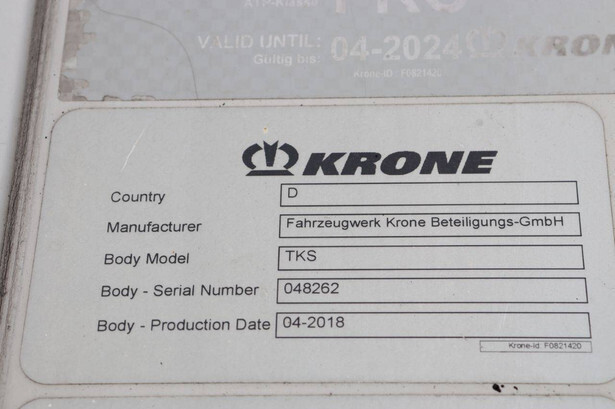 VALID UNTIL: 04-2024 KRONE
Gültig bis:
Krone-Id: F0821420
KRONE
Country D
Manufacturer Fahrzeugwerk Krone Beteiligungs-GmbH
Body Model TKS
Body - Serial Number 048262
Body - Production Date 04-2018
Krone-Id: F0821420